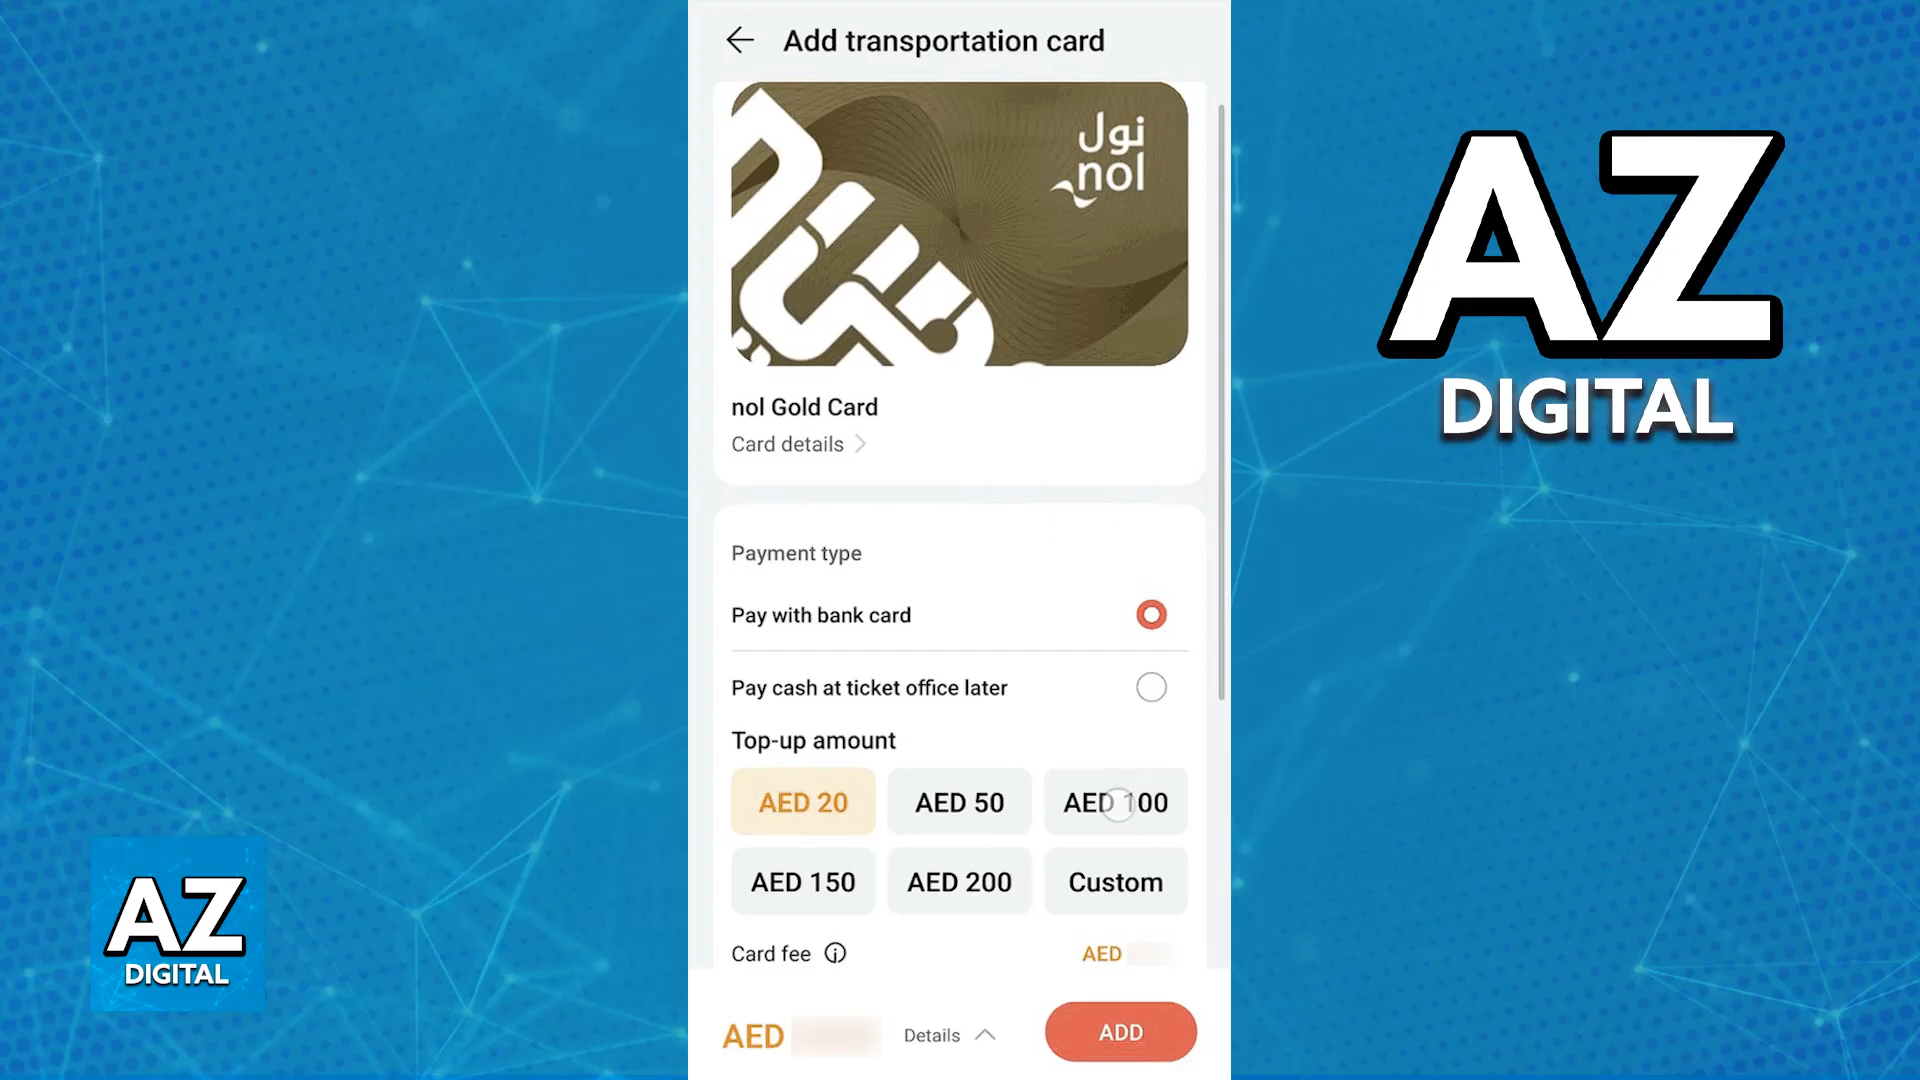 Add transportation card
نول
nol
nol Gold Card
Card details
Payment type
Pay with bank card
Pay cash at ticket office later
Top-up amount
AED 20
AED 50
AED 100
AED 150
AED 200
Custom
Card fee
AED
AED
Details
ADD
AZ
DIGITAL
AZ
DIGITAL